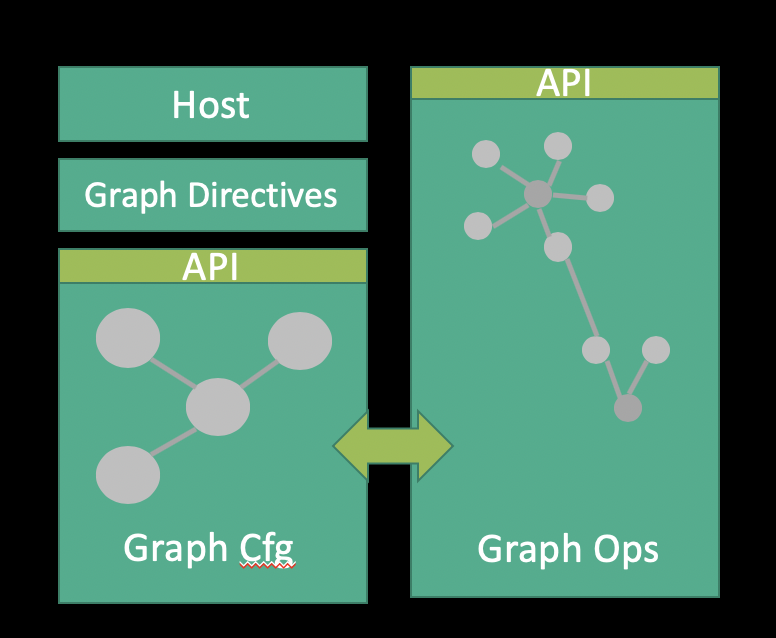 Host
Graph Directives
API
Graph Cfg
API
Graph Ops